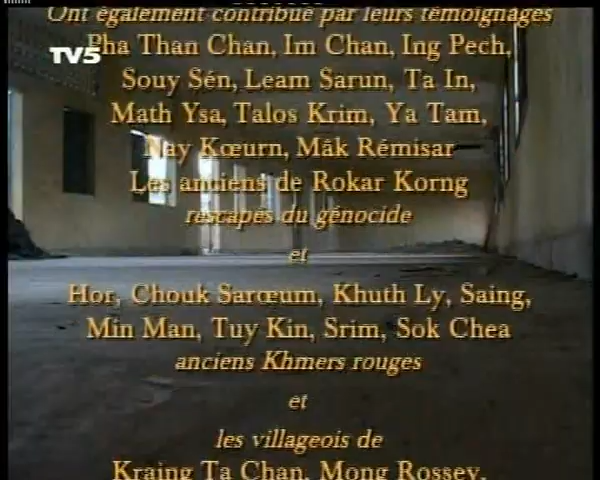 Ont également contribué par leurs témoignages
TV5
Pha Than Chan, Im Chan, Ing Pech,
Souy Sén, Leam Sarun, Ta In,
Math Ysa, Talos Krim, Ya Tam,
Nay Kœurn, Mâk Rémisar
Les anciens de Rokar Korng
rescapés du génocide
et
Hor, Chouk Sarœum, Khuth Ly, Saing,
Min Man, Tuy Kin, Srim, Sok Chea
anciens Khmers rouges
et
les villageois de
Kraing Ta Chan, Mong Rossey,